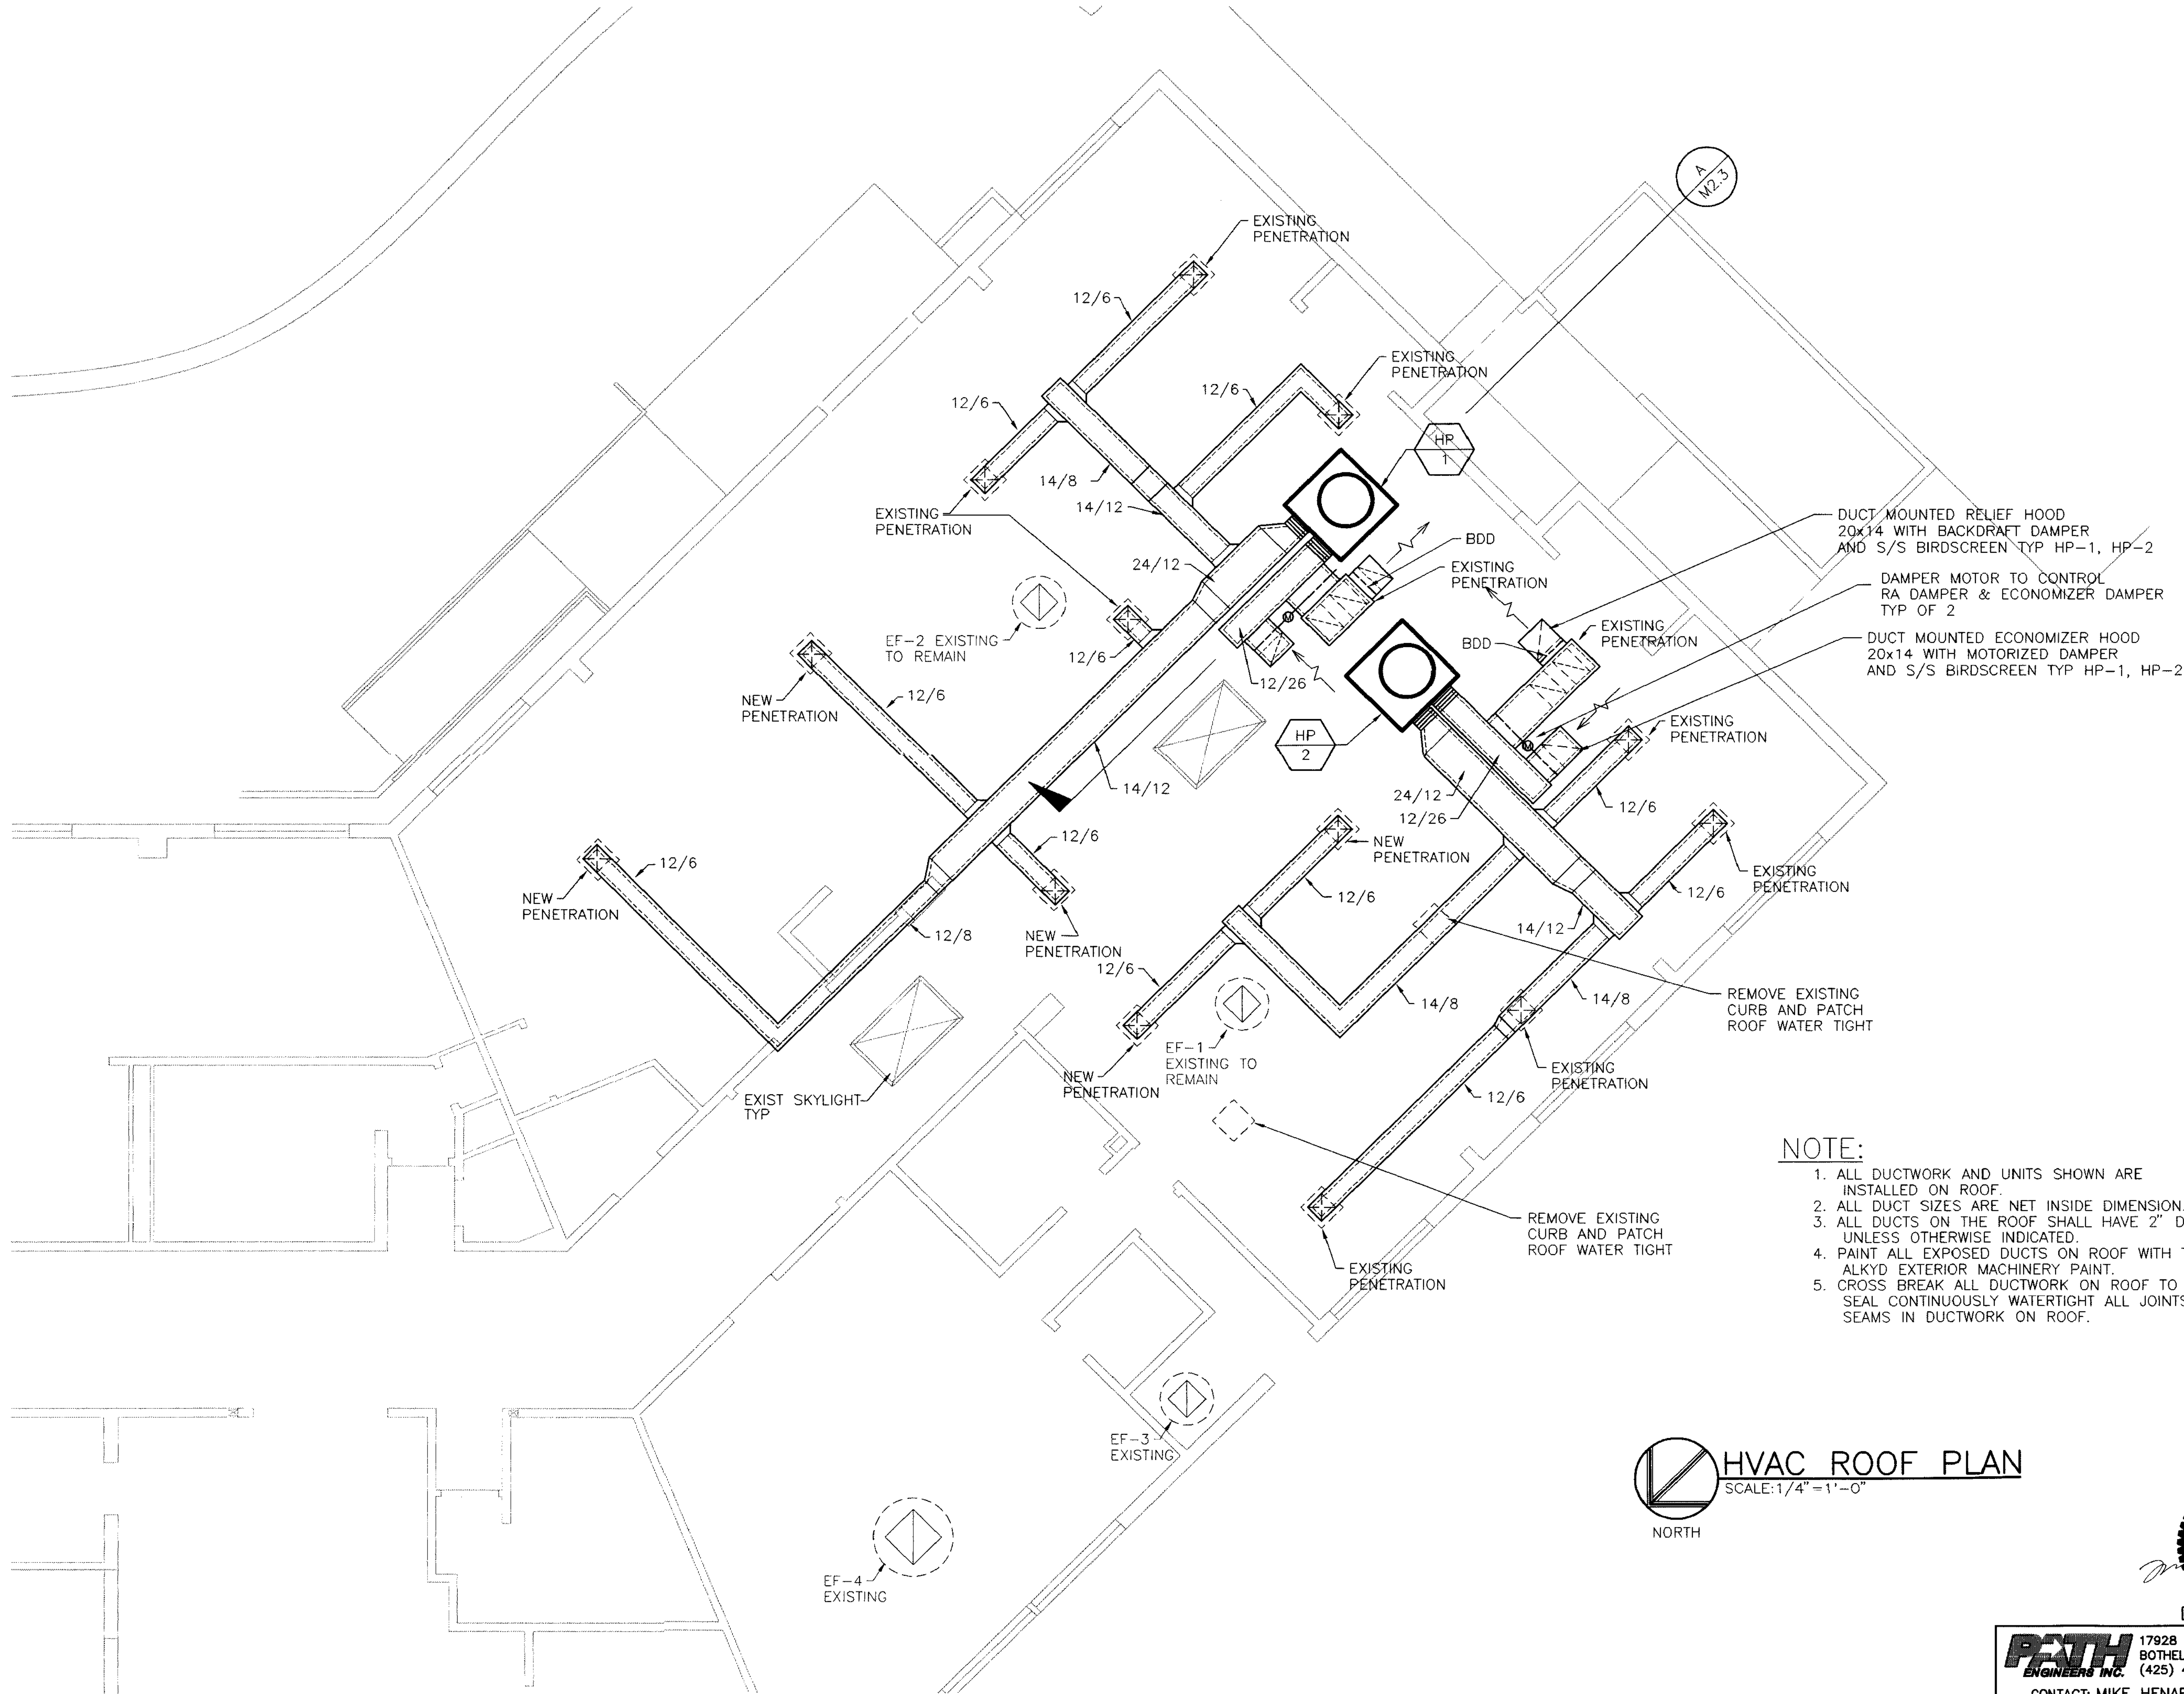 A
M2.3
EXISTING
PENETRATION
12/6
EXISTING
PENETRATION
12/6
12/6
HP
1
14/8
14/12
EXISTING
PENETRATION
24/12
BDD
EXISTING
PENETRATION
DUCT MOUNTED RELIEF HOOD
20x14 WITH BACKDRAFT DAMPER
AND S/S BIRDSCREEN TYP HP-1, HP-2
DAMPER MOTOR TO CONTROL
RA DAMPER & ECONOMIZER DAMPER
TYP OF 2
DUCT MOUNTED ECONOMIZER HOOD
20x14 WITH MOTORIZED DAMPER
AND S/S BIRDSCREEN TYP HP-1, HP-2
EXISTING
PENETRATION
BDD
EF-2 EXISTING
TO REMAIN
12/6
12/26
M
NEW
PENETRATION
12/6
HP
2
M
EXISTING
PENETRATION
14/12
24/12
12/26
12/6
12/6
NEW
PENETRATION
12/6
NEW
PENETRATION
12/6
NEW
PENETRATION
12/8
12/6
EXISTING
PENETRATION
12/6
14/12
NEW
PENETRATION
12/6
14/8
14/8
REMOVE EXISTING
CURB AND PATCH
ROOF WATER TIGHT
EF-1
EXISTING TO
REMAIN
NEW
PENETRATION
EXISTING
PENETRATION
12/6
EXIST SKYLIGHT
TYP
REMOVE EXISTING
CURB AND PATCH
ROOF WATER TIGHT
EXISTING
PENETRATION
NOTE:
1. ALL DUCTWORK AND UNITS SHOWN ARE
INSTALLED ON ROOF.
2. ALL DUCT SIZES ARE NET INSIDE DIMENSION.
3. ALL DUCTS ON THE ROOF SHALL HAVE 2" D
UNLESS OTHERWISE INDICATED.
4. PAINT ALL EXPOSED DUCTS ON ROOF WITH
ALKYD EXTERIOR MACHINERY PAINT.
5. CROSS BREAK ALL DUCTWORK ON ROOF TO
SEAL CONTINUOUSLY WATERTIGHT ALL JOINTS
SEAMS IN DUCTWORK ON ROOF.
EF-3
EXISTING
EF-4
EXISTING
HVAC ROOF PLAN
SCALE:1/4"=1'-0"
NORTH
PATH
ENGINEERS INC.
17928
BOTHEL
(425)
CONTACT: MIKE